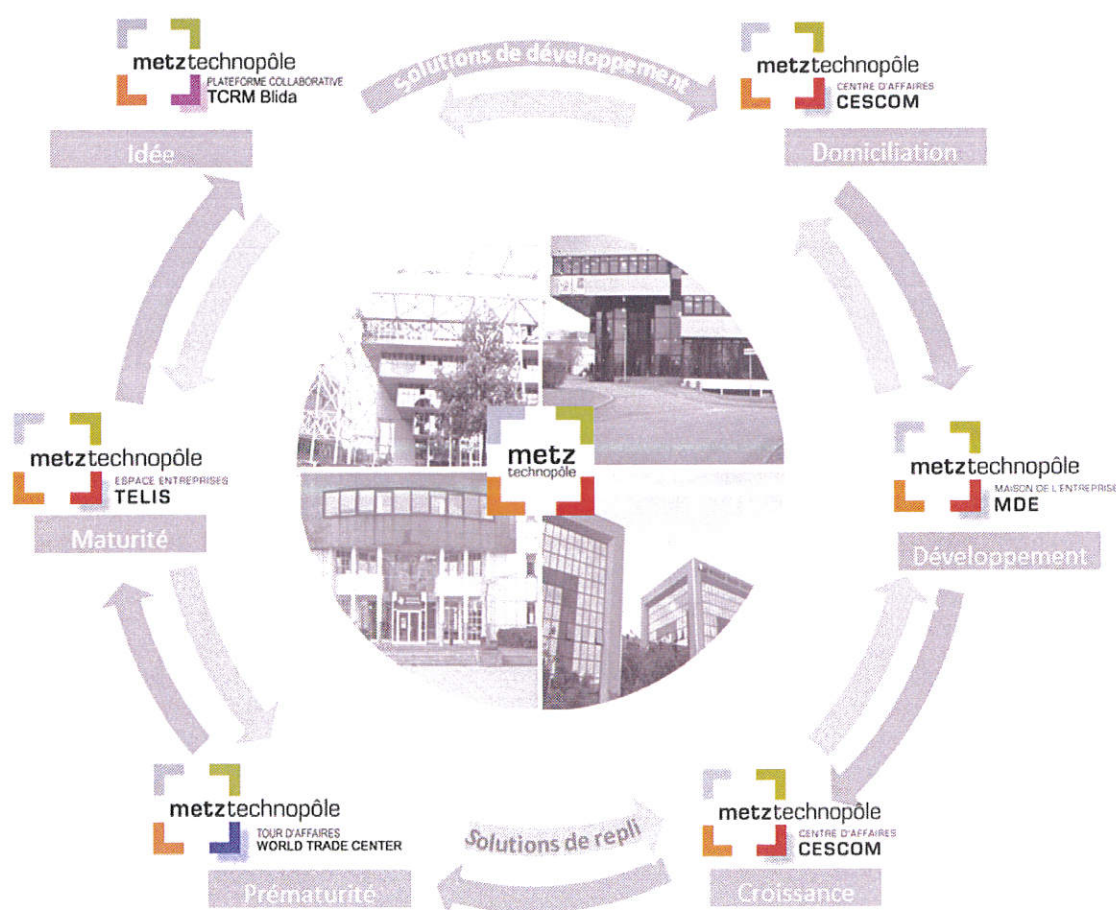 metztechnopôle
PLATEFORME COLLABORATIVE
TCRM Blida
Idée
Solutions de développement
metztechnopôle
CENTRE D'AFFAIRES
CESCOM
Domiciliation
metztechnopôle
ESPACE ENTREPRISES
TELIS
Maturité
metz
technopôle
metztechnopôle
MAISON DE L'ENTREPRISE
MDE
Développement
metztechnopôle
TOUR D'AFFAIRES
WORLD TRADE CENTER
Prématurité
Solutions de repli
metztechnopôle
CENTRE D'AFFAIRES
CESCOM
Croissance